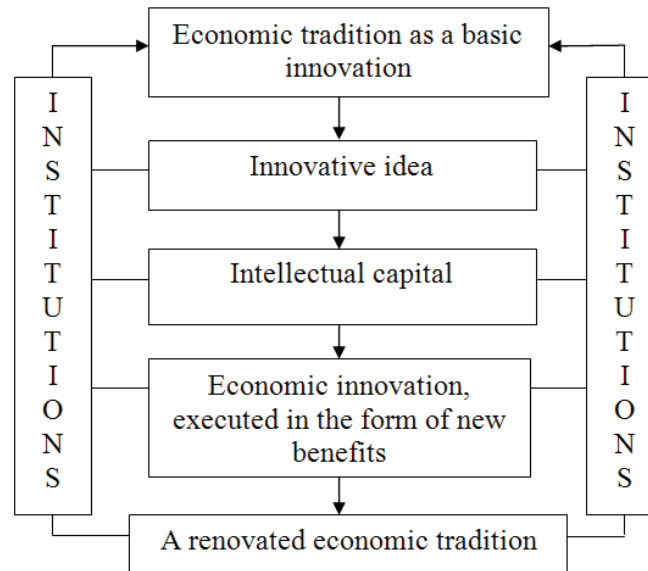 Economic tradition as a basic
innovation
I
N
S
T
I
T
U
T
I
O
N
S
Innovative idea
Intellectual capital
Economic innovation,
executed in the form of new
benefits
A renovated economic tradition
I
N
S
T
I
T
U
T
I
O
N
S